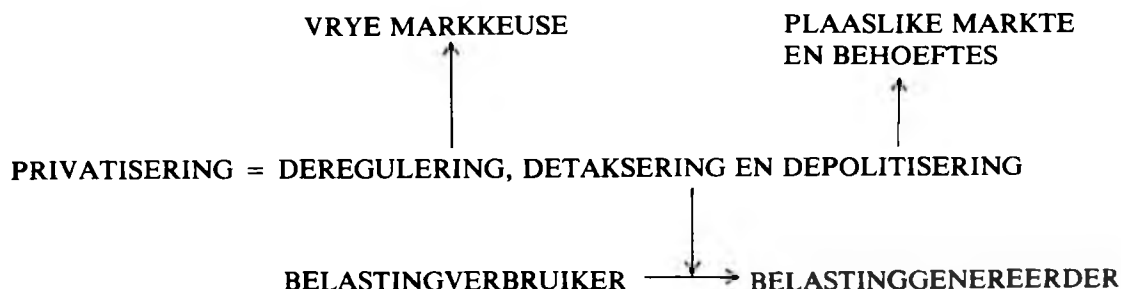 VRYE MARKKEUSE
PLAASLIKE MARKTE
EN BEHOEFTES
PRIVATISERING = DEREGULERING, DETAKSERING EN DEPOLITISERING
BELASTINGVERBRUIKER
BELASTINGGENEREERDER